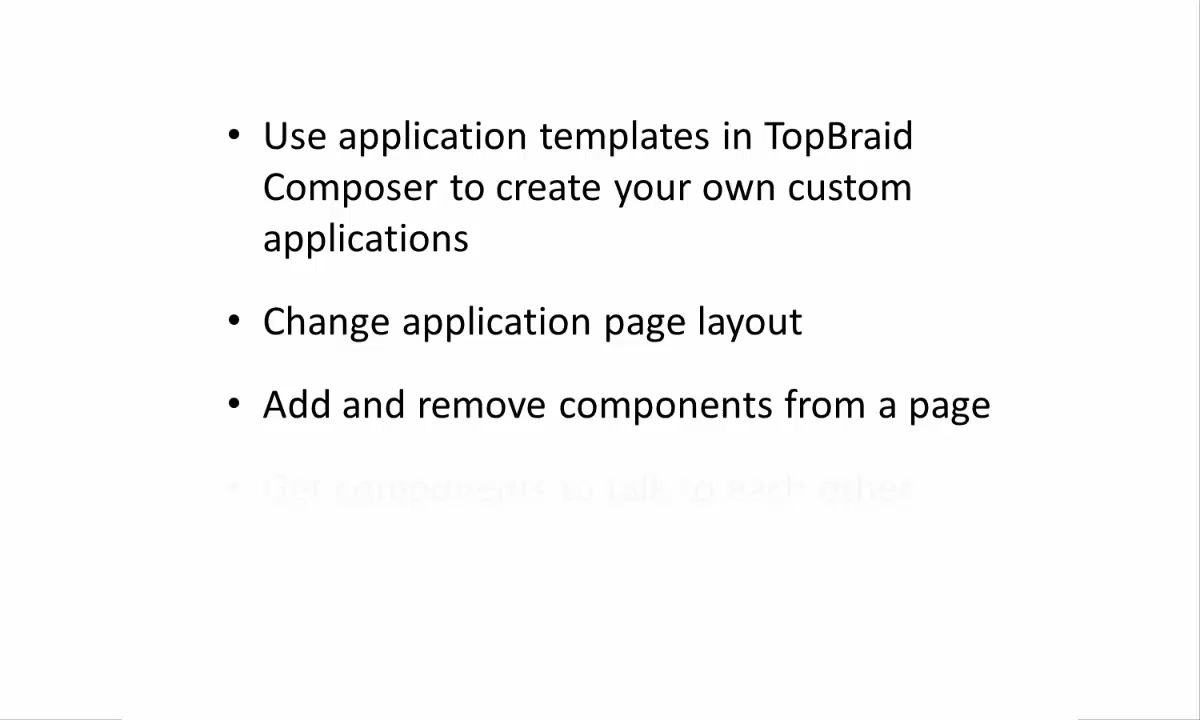 • Use application templates in TopBraid
Composer to create your own custom
applications
• Change application page layout
• Add and remove components from a page
• Get components to talk to each other